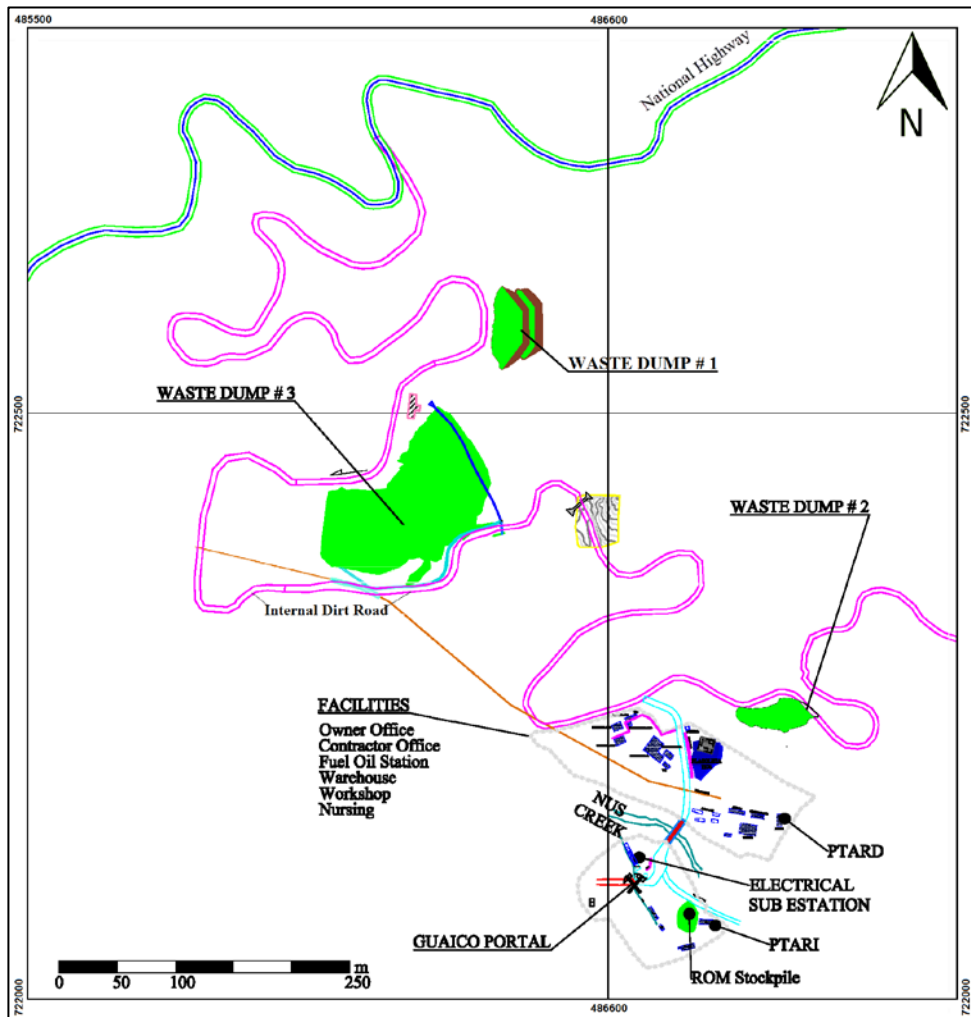 485500
486600
National Highway
N
WASTE DUMP # 1
WASTE DUMP # 3
722500
722500
WASTE DUMP # 2
Internal Dirt Road
FACILITIES
Owner Office
Contractor Office
Fuel Oil Station
Warehouse
Workshop
Nursing
NUS
CREEK
PTARD
ELECTRICAL
SUB ESTATION
GUAICO PORTAL
PTARI
ROM Stockpile
m
0
50
100
150
250
722000
486600
722000